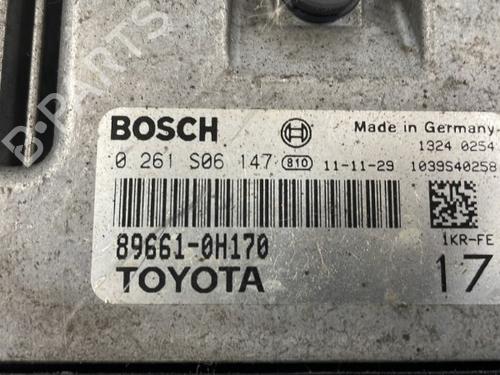 B-PARTS
BOSCH
Made in Germany
1324 0254
0 261 S06 147 810 11-11-29 1039S40258
89661-0H170
1KR-FE
TOYOTA
17